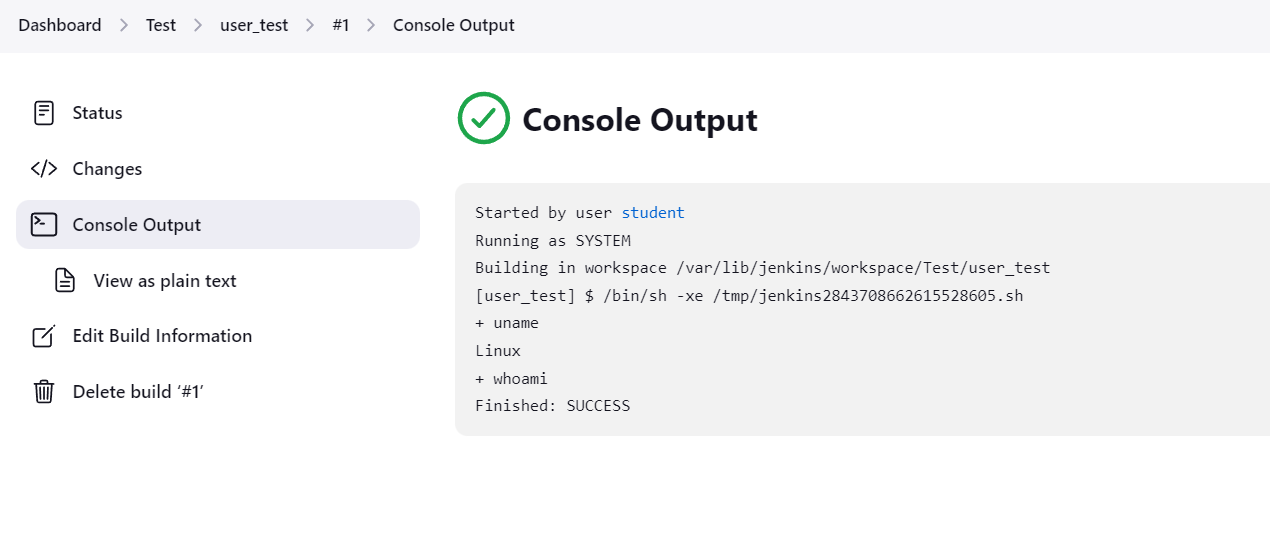 Dashboard > Test > user_test > #1 > Console Output
Status
Changes
Console Output
View as plain text
Edit Build Information
Delete build ‘#1’
Console Output
Started by user student
Running as SYSTEM
Building in workspace /var/lib/jenkins/workspace/Test/user_test
[user_test] $ /bin/sh -xe /tmp/jenkins2843708662615528605.sh
+ uname
Linux
+ whoami
Finished: SUCCESS